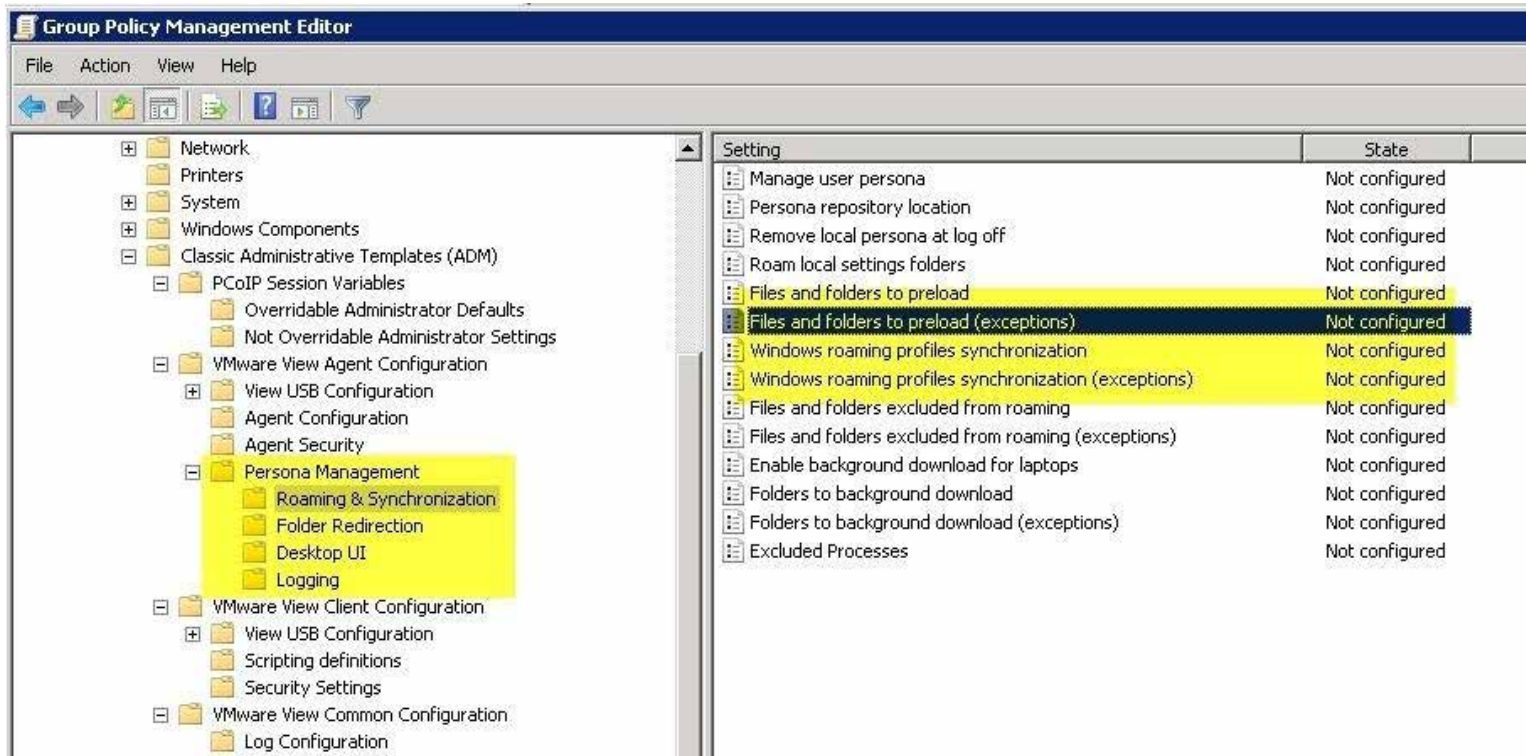 Group Policy Management Editor
File Action View Help
Network
Printers
System
Windows Components
Classic Administrative Templates (ADM)
PCoIP Session Variables
Overridable Administrator Defaults
Not Overridable Administrator Settings
VMware View Agent Configuration
View USB Configuration
Agent Configuration
Agent Security
Persona Management
Roaming & Synchronization
Folder Redirection
Desktop UI
Logging
VMware View Client Configuration
View USB Configuration
Scripting definitions
Security Settings
VMware View Common Configuration
Log Configuration
Setting State
Manage user persona Not configured
Persona repository location Not configured
Remove local persona at log off Not configured
Roam local settings folders Not configured
Files and folders to preload Not configured
Files and folders to preload (exceptions) Not configured
Windows roaming profiles synchronization Not configured
Windows roaming profiles synchronization (exceptions) Not configured
Files and folders excluded from roaming Not configured
Files and folders excluded from roaming (exceptions) Not configured
Enable background download for laptops Not configured
Folders to background download Not configured
Folders to background download (exceptions) Not configured
Excluded Processes Not configured